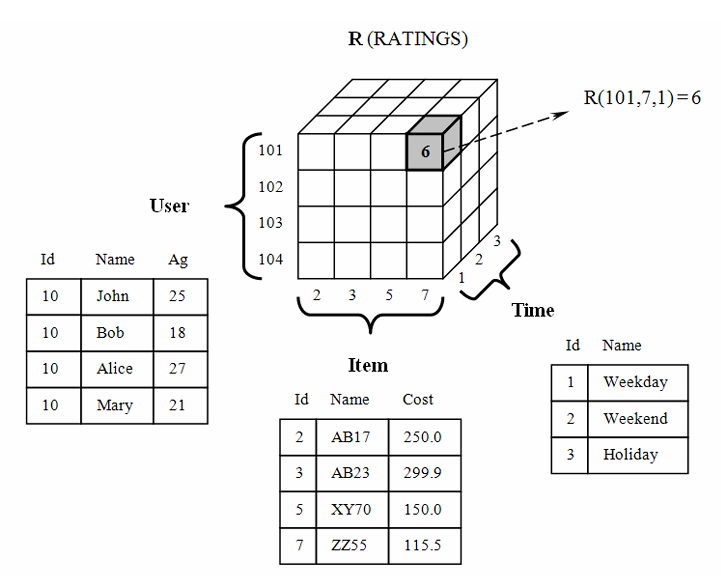 R (RATINGS)
R(101,7,1)=6
6
101
102
103
104
User
2 3 5 7
1
2
3
Item
Time
Id Name Ag
10 John 25
10 Bob 18
10 Alice 27
10 Mary 21
Id Name Cost
2 AB17 250.0
3 AB23 299.9
5 XY70 150.0
7 ZZ55 115.5
Id Name
1 Weekday
2 Weekend
3 Holiday